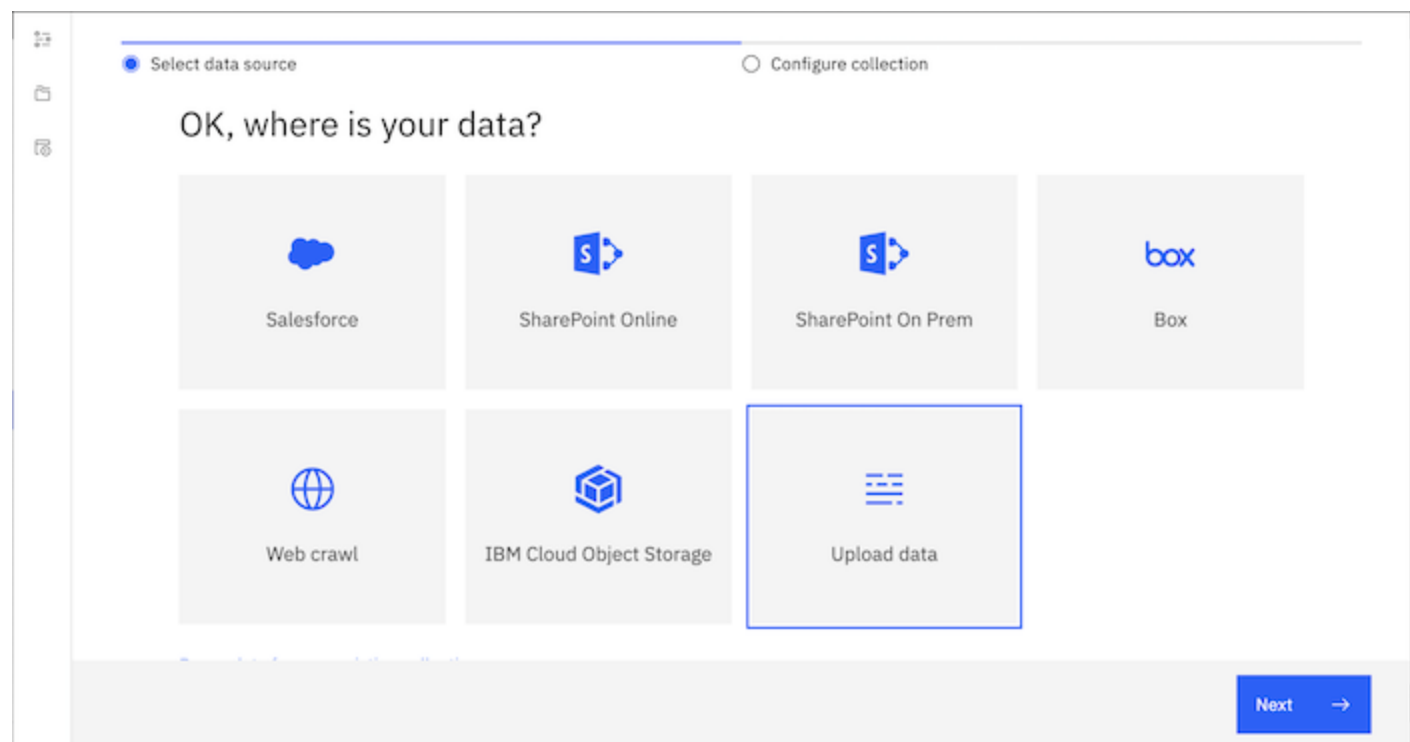 Select data source
Configure collection
OK, where is your data?
S
S
box
Salesforce
SharePoint Online
SharePoint On Prem
Box
Web crawl
IBM Cloud Object Storage
Upload data
Next